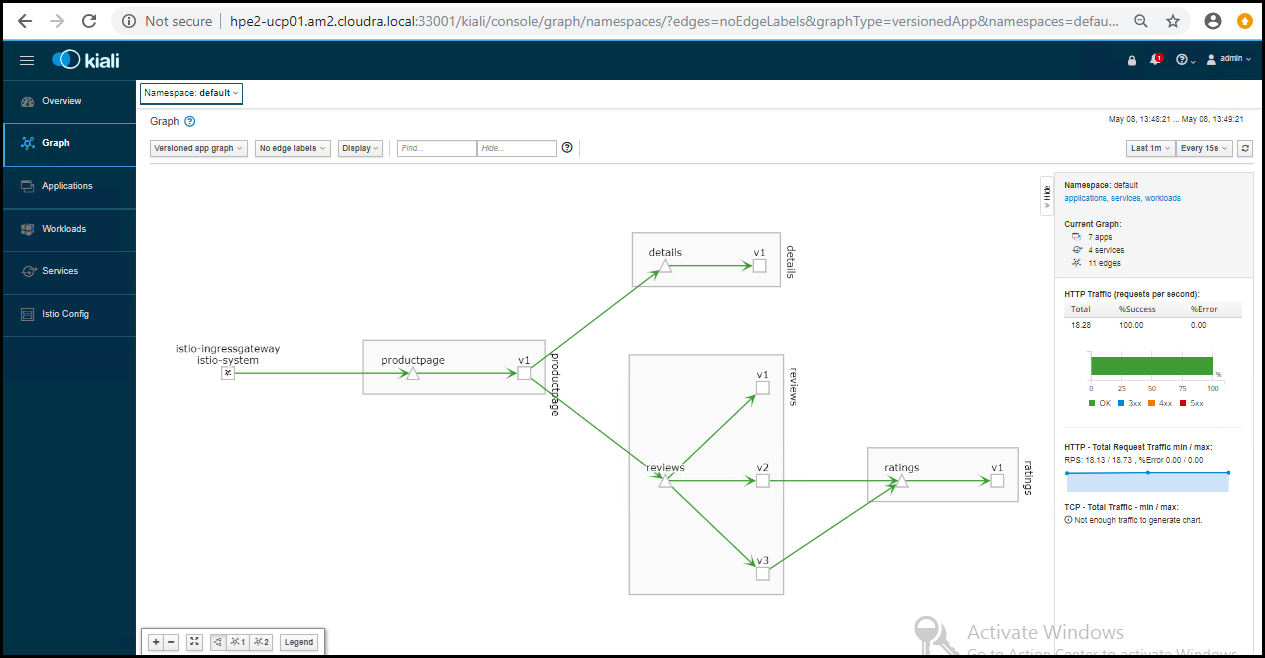 Not secure | hpe2-ucp01.am2.cloudra.local:33001/kiali/console/graph/namespaces/?edges=noEdgeLabels&graphType=versionedApp&namespaces=defau...
kiali
1
admin
Overview
Graph
Applications
Workloads
Services
Istio Config
Namespace: default
Graph
May 08, 13:48:21 ... May 08, 13:49:21
Versioned app graph
No edge labels
Display
Find...
Hide...
Last 1m
Every 15s
Hide
istio-ingressgateway
istio-system
productpage
v1
productpage
details
v1
details
reviews
v1
v2
v3
reviews
ratings
v1
ratings
Namespace: default
applications, services, workloads
Current Graph:
7 apps
4 services
11 edges
HTTP Traffic (requests per second):
Total %Success %Error
18.28 100.00 0.00
%
0 25 50 75 100
OK 3xx 4xx 5xx
HTTP - Total Request Traffic min / max:
RPS: 18.13 / 18.73 , %Error 0.00 / 0.00
TCP - Total Traffic - min / max:
Not enough traffic to generate chart.
1
2
Legend
Activate Windows
Go to Action Center to activate Windows.